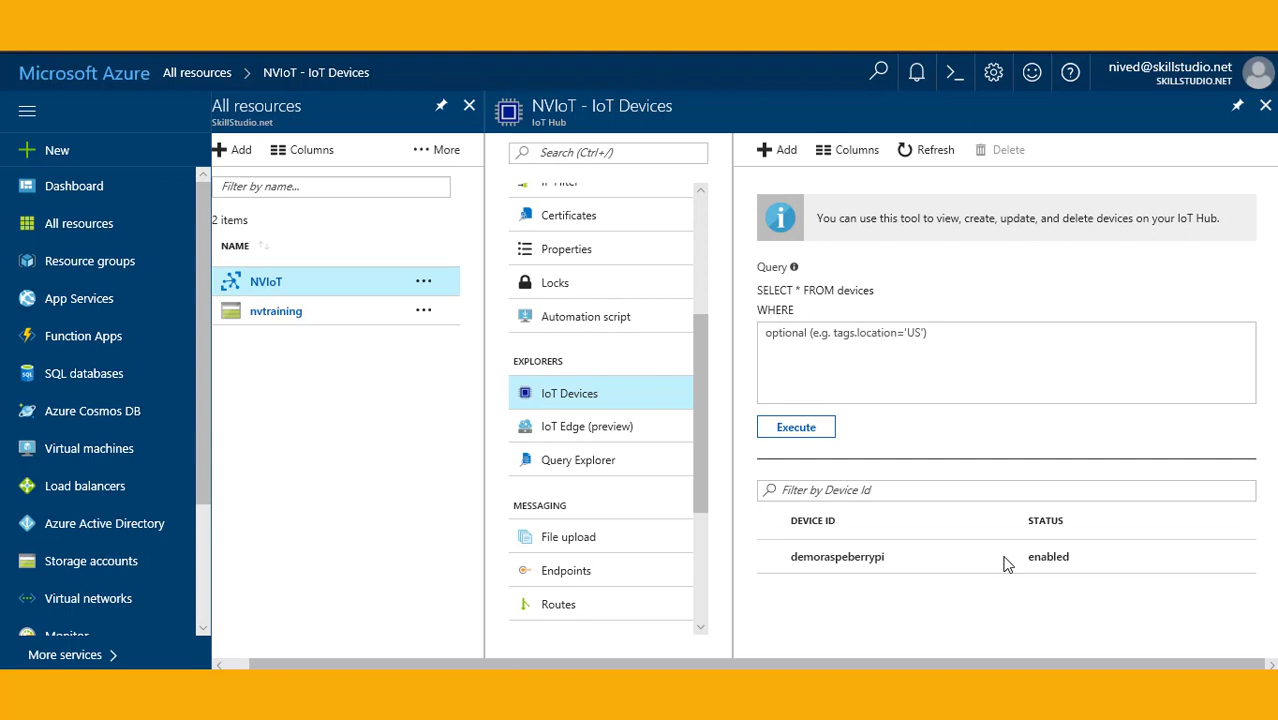 Microsoft Azure All resources > NVIoT - IoT Devices
nived@skillstudio.net
SKILLSTUDIO.NET
New
Dashboard
All resources
Resource groups
App Services
Function Apps
SQL databases
Azure Cosmos DB
Virtual machines
Load balancers
Azure Active Directory
Storage accounts
Virtual networks
Monitor
More services >
All resources
SkillStudio.net
Add Columns More
Filter by name...
2 items
NAME
NVIoT
nvtraining
NVIoT - IoT Devices
IoT Hub
Search (Ctrl+/)
IP Filter
Certificates
Properties
Locks
Automation script
EXPLORERS
IoT Devices
IoT Edge (preview)
Query Explorer
MESSAGING
File upload
Endpoints
Routes
Add Columns Refresh Delete
You can use this tool to view, create, update, and delete devices on your IoT Hub.
Query
SELECT * FROM devices
WHERE
optional (e.g. tags.location='US')
Execute
Filter by Device Id
DEVICE ID STATUS
demoraspeberrypi enabled